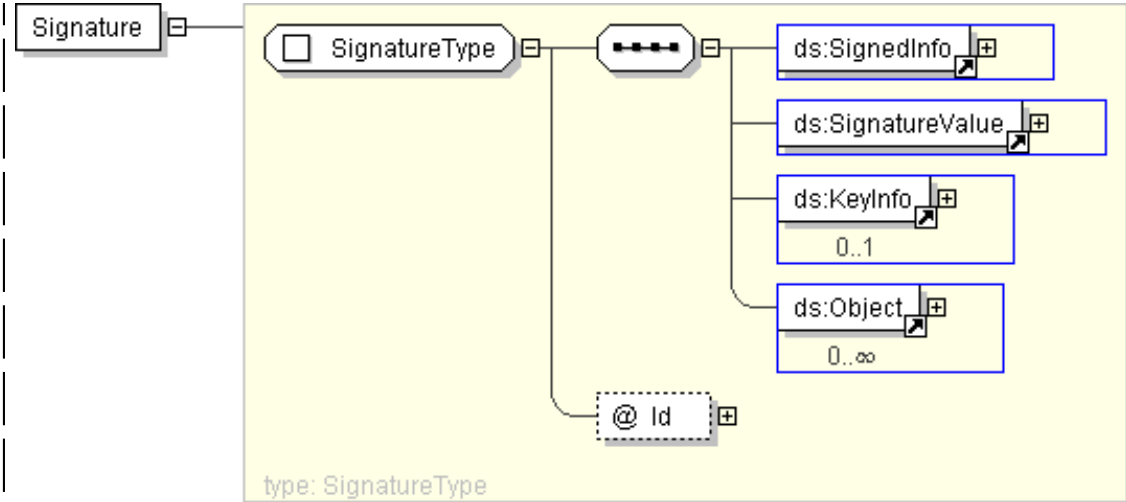 Signature
SignatureType
ds:SignedInfo
ds:SignatureValue
ds:KeyInfo
0..1
ds:Object
0..∞
@ Id
type: SignatureType